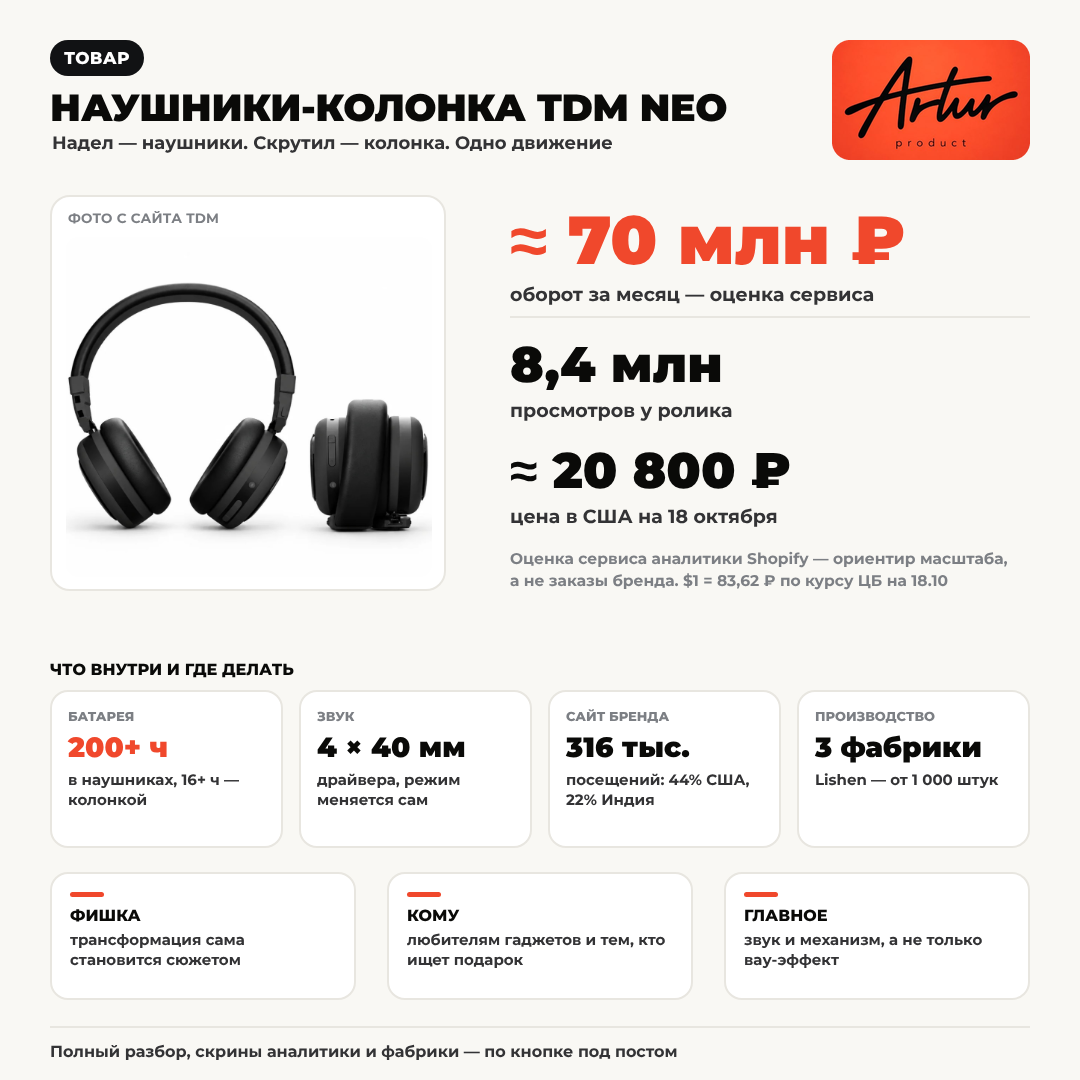 ТОВАР
НАУШНИКИ-КОЛОНКА TDM NEO
Надел — наушники. Скрутил — колонка. Одно движение
Artur
product
ФОТО С САЙТА TDM
≈ 70 млн ₽
оборот за месяц — оценка сервиса
8,4 млн
просмотров у ролика
≈ 20 800 ₽
цена в США на 18 октября
Оценка сервиса аналитики Shopify — ориентир масштаба,
а не заказы бренда. $1 = 83,62 ₽ по курсу ЦБ на 18.10
ЧТО ВНУТРИ И ГДЕ ДЕЛАТЬ
БАТАРЕЯ
200+ ч
в наушниках, 16+ ч —
колонкой
ЗВУК
4 × 40 мм
драйвера, режим
меняется сам
САЙТ БРЕНДА
316 тыс.
посещений: 44% США,
22% Индия
ПРОИЗВОДСТВО
3 фабрики
Lishen — от 1 000 штук
ФИШКА
трансформация сама
становится сюжетом
КОМУ
любителям гаджетов и тем, кто
ищет подарок
ГЛАВНОЕ
звук и механизм, а не только
вау-эффект
Полный разбор, скрины аналитики и фабрики — по кнопке под постом